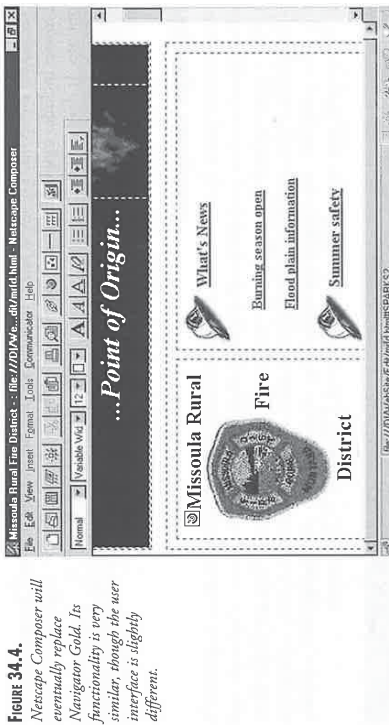 FIGURE 34.4.
Netscape Composer will
eventually replace
Navigator Gold. Its
functionality is very
similar, though the user
interface is slightly
different.
Missoula Rural Fire District - : file:///D|/We...dit/mfld.html - Netscape Composer
File Edit View Insert Format Tools Communicator Help
Normal Variable Wid 12
...Point of Origin...
Missoula Rural
Fire
District
What's News
Burning season open
Flood plain information
Summer safety